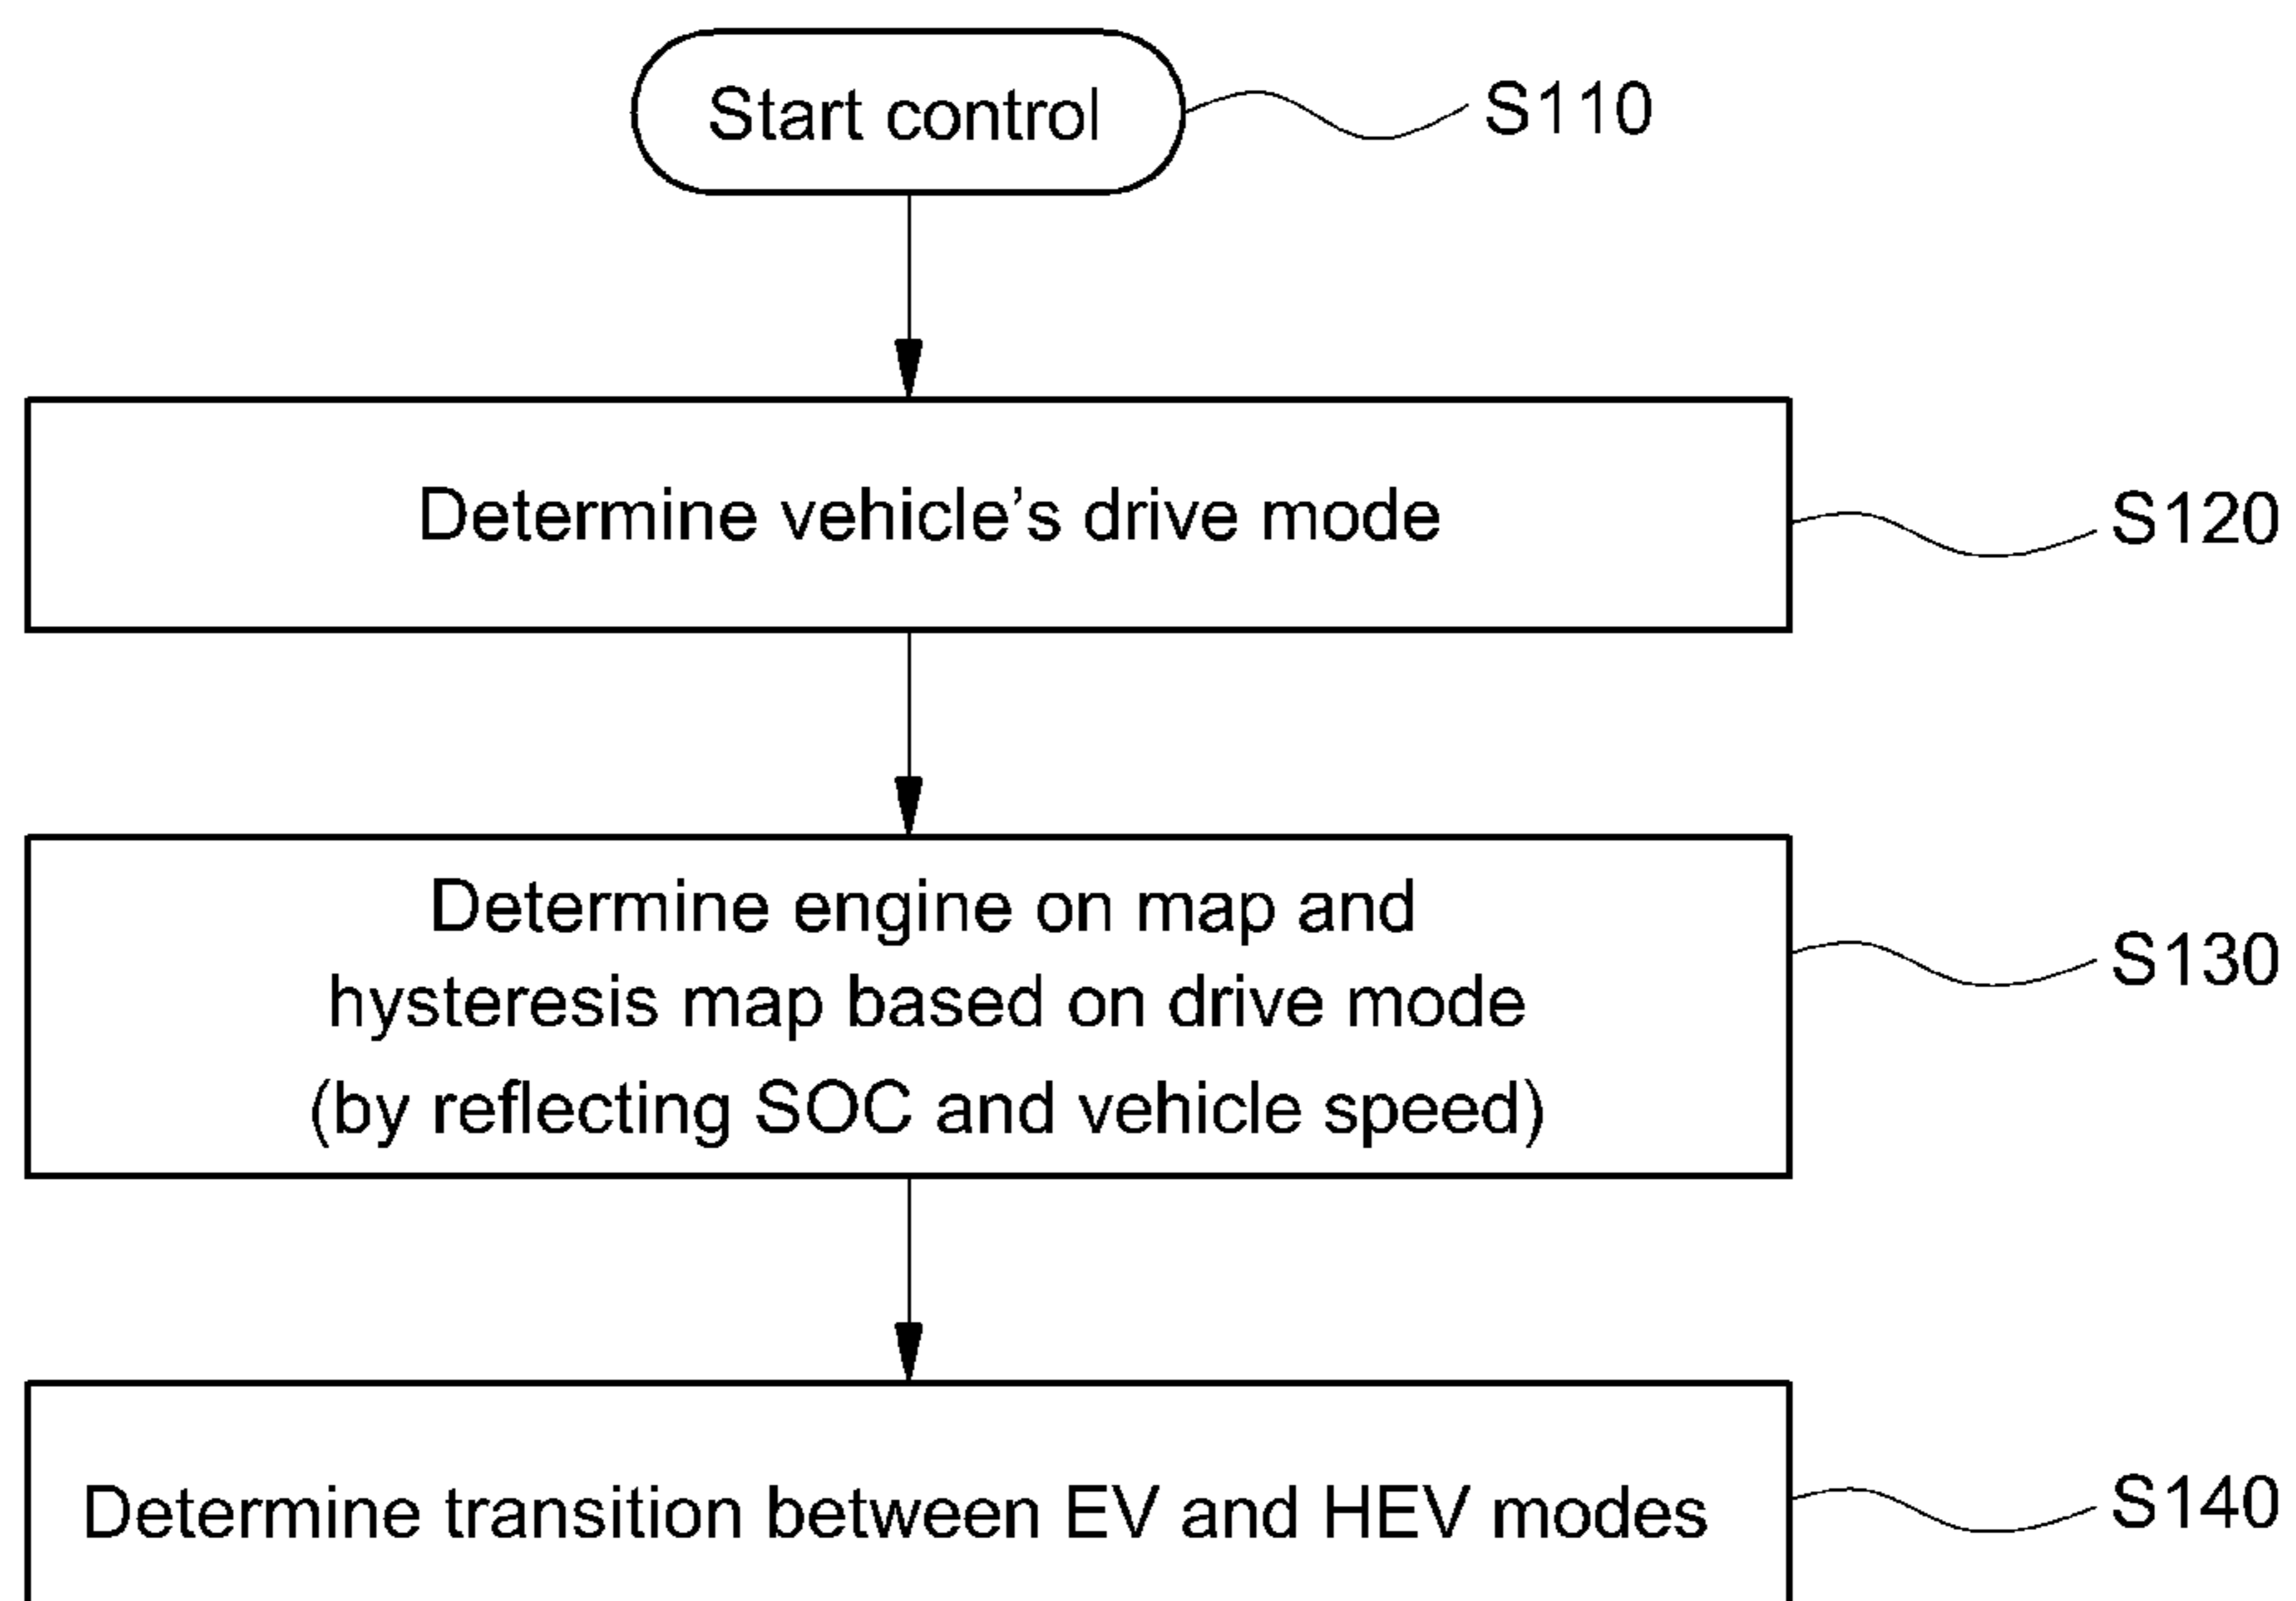 Start control
S110
Determine vehicle’s drive mode
S120
Determine engine on map and
hysteresis map based on drive mode
(by reflecting SOC and vehicle speed)
S130
Determine transition between EV and HEV modes
S140